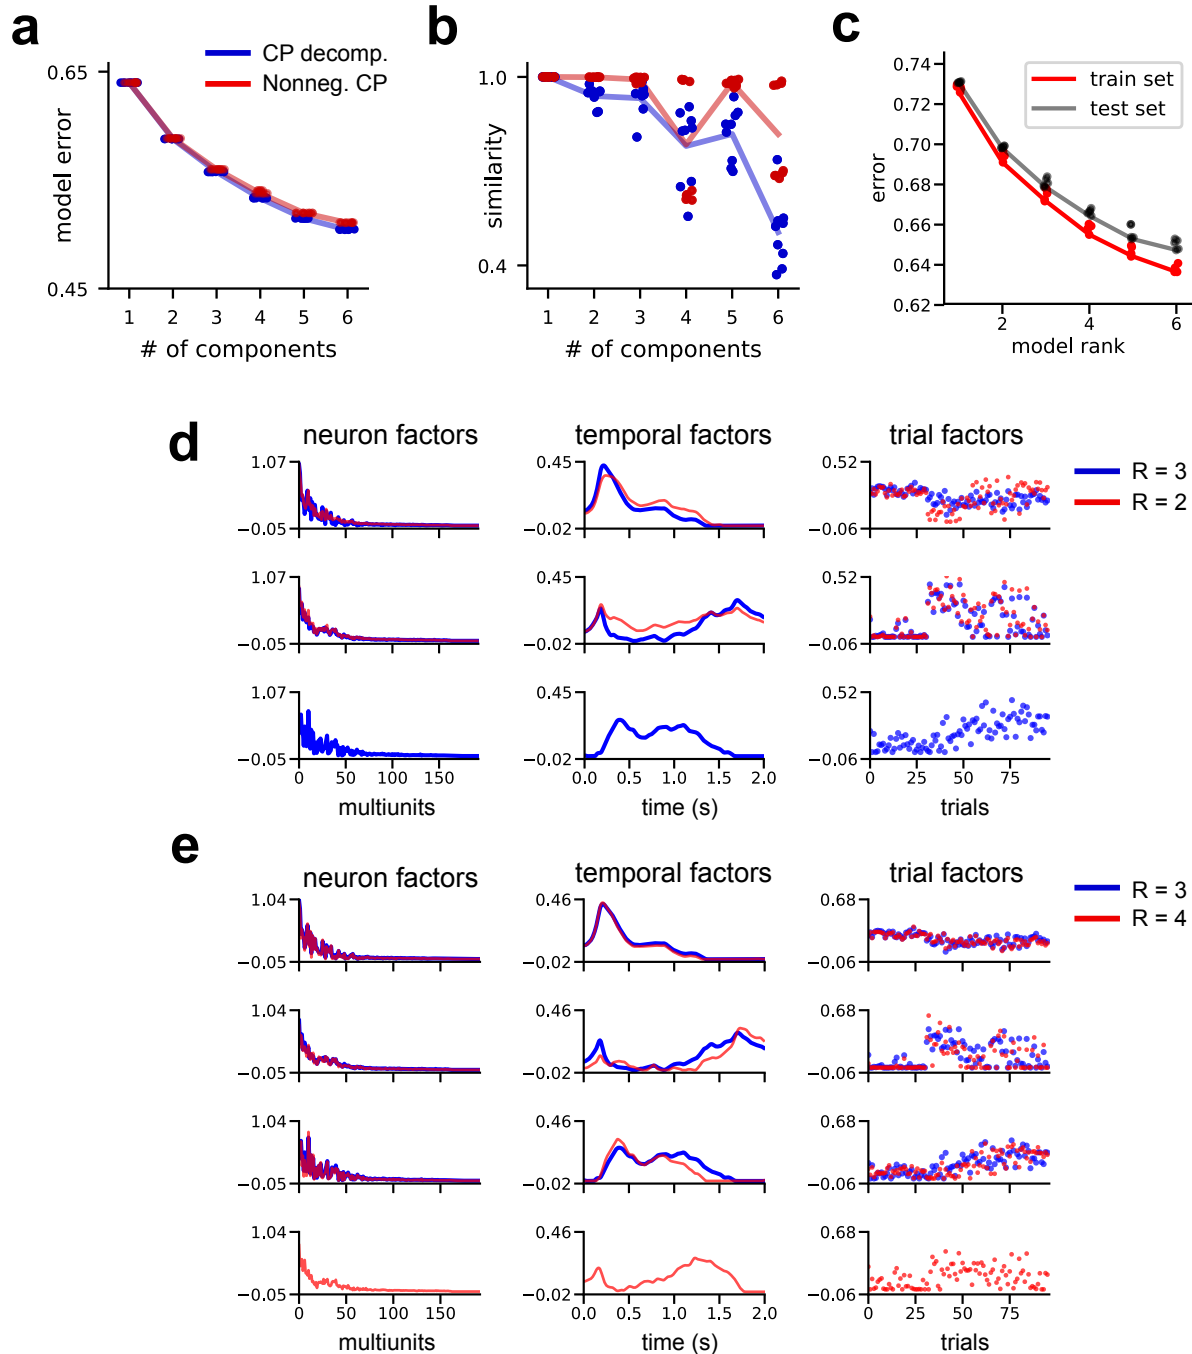 a
CP decomp.
Nonneg. CP
0.65
0.45
model error
1 2 3 4 5 6
# of components
b
1.0
0.4
similarity
1 2 3 4 5 6
# of components
c
train set
test set
0.74
0.72
0.70
0.68
0.66
0.64
0.62
error
2 4 6
model rank
d
neuron factors temporal factors trial factors
R = 3
R = 2
1.07 0.45 0.52
−0.05 −0.02 −0.06
1.07 0.45 0.52
−0.05 −0.02 −0.06
1.07 0.45 0.52
−0.05 −0.02 −0.06
0 50 100 150 0.0 0.5 1.0 1.5 2.0 0 25 50 75
multiunits time (s) trials
e
neuron factors temporal factors trial factors
R = 3
R = 4
1.04 0.46 0.68
−0.05 −0.02 −0.06
1.04 0.46 0.68
−0.05 −0.02 −0.06
1.04 0.46 0.68
−0.05 −0.02 −0.06
1.04 0.46 0.68
−0.05 −0.02 −0.06
0 50 100 150 0.0 0.5 1.0 1.5 2.0 0 25 50 75
multiunits time (s) trials